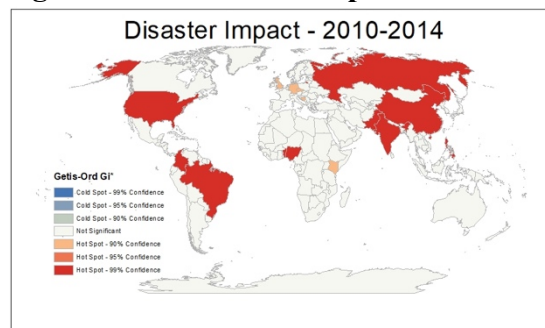 Disaster Impact - 2010-2014
Getis-Ord Gi*
Cold Spot - 99% Confidence
Cold Spot - 95% Confidence
Cold Spot - 90% Confidence
Not Significant
Hot Spot - 90% Confidence
Hot Spot - 95% Confidence
Hot Spot - 99% Confidence